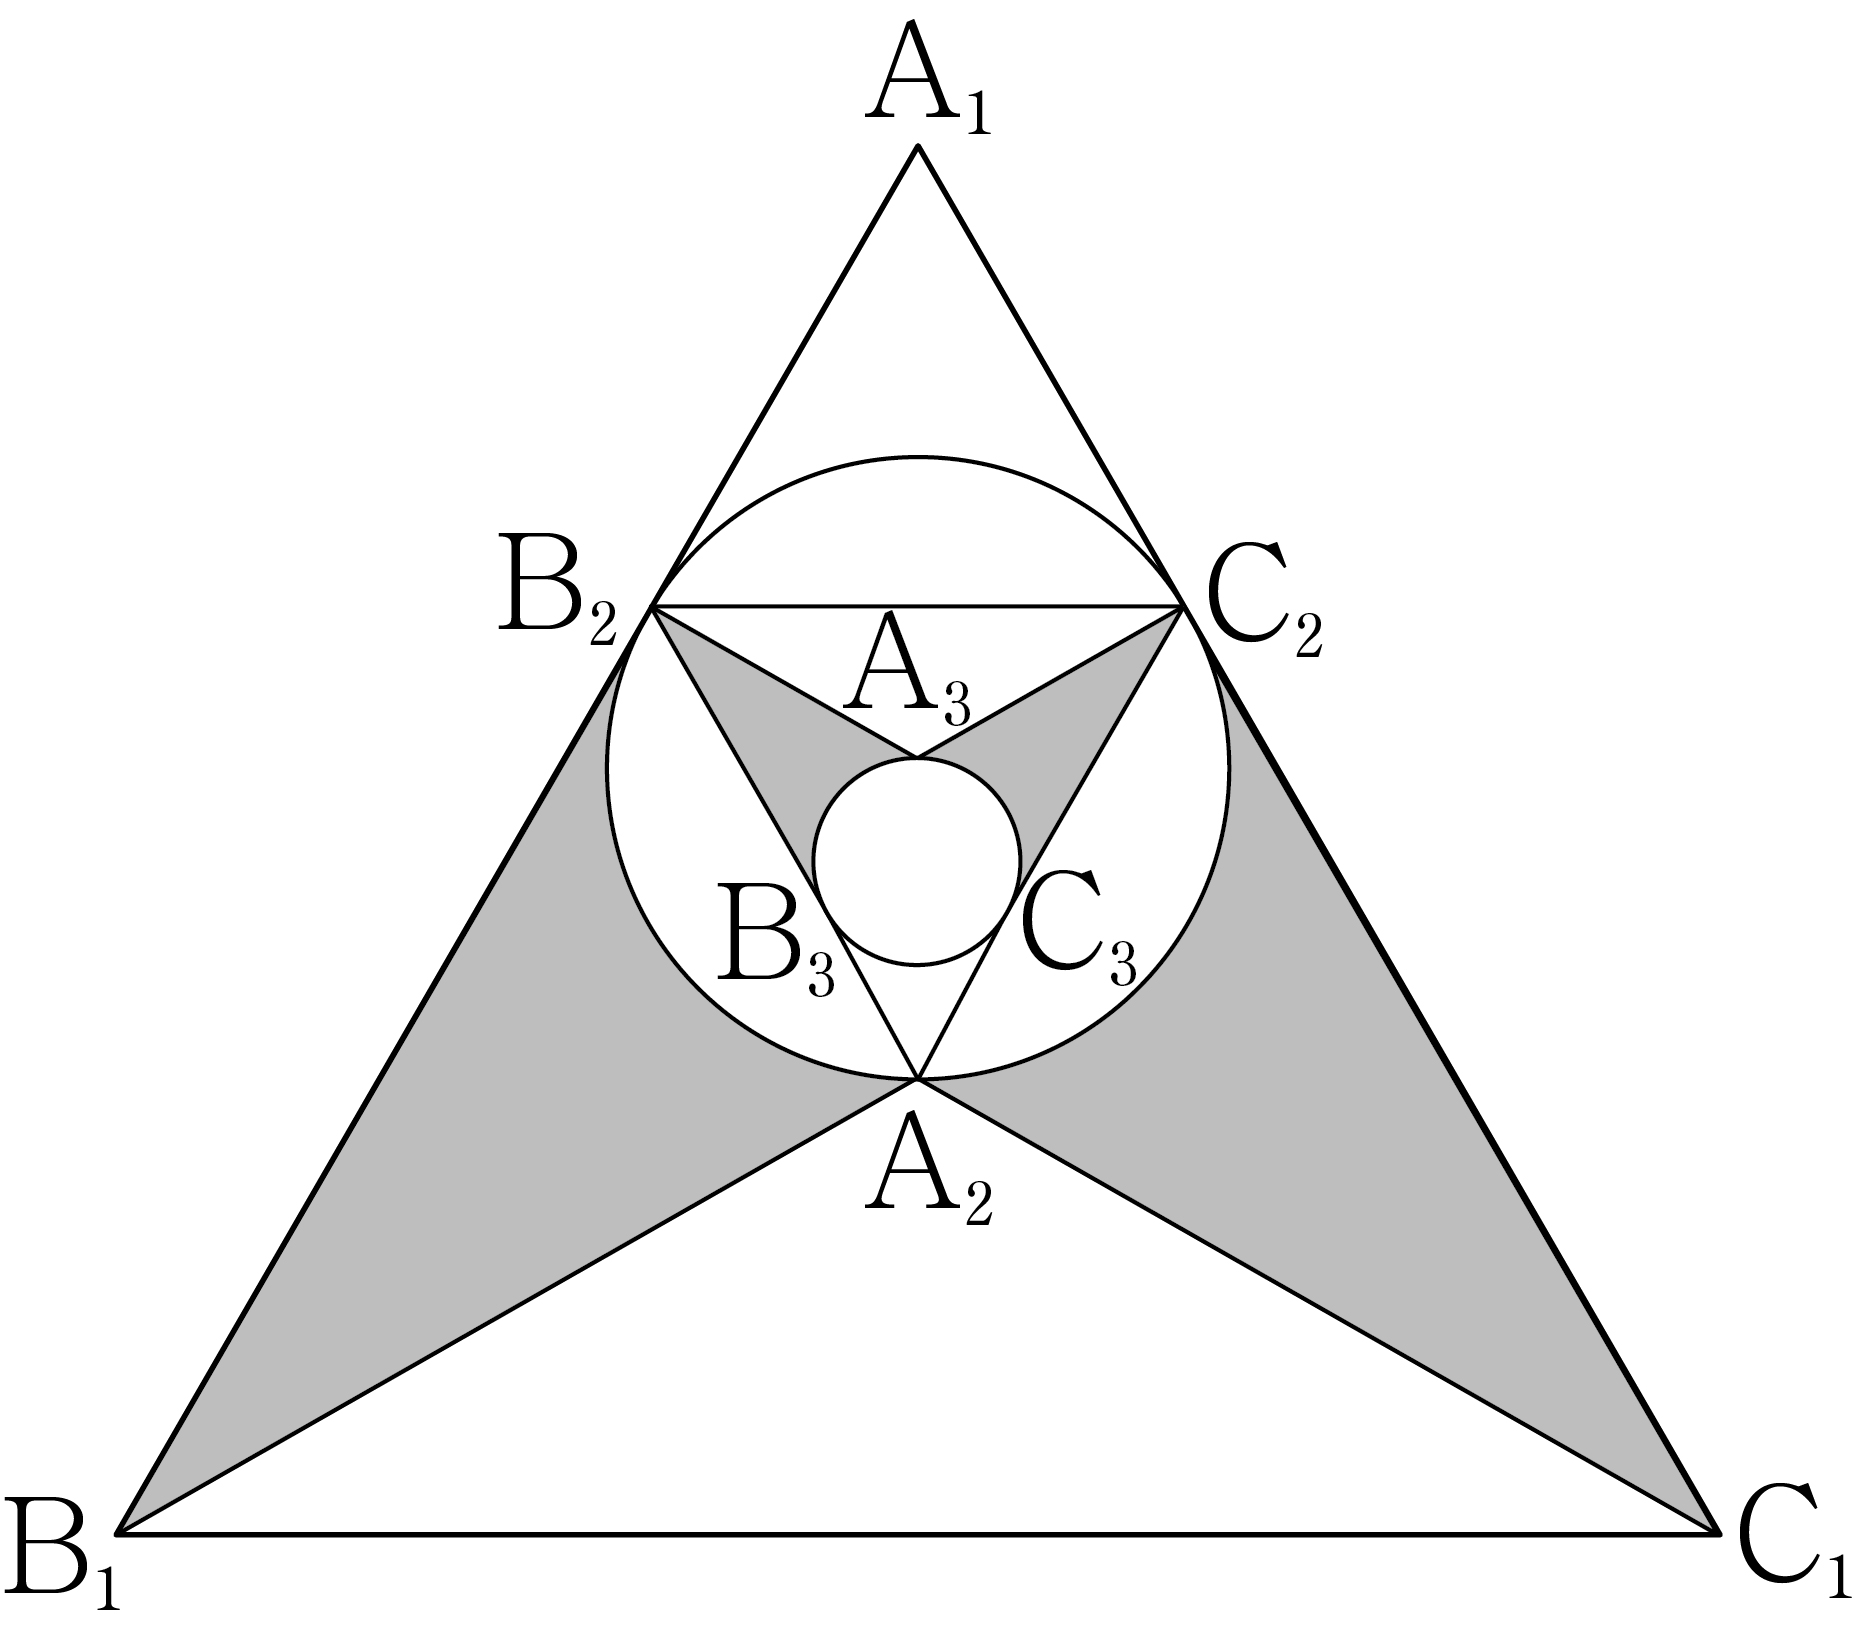 A₁
B₂
C₂
A₃
B₃
C₃
A₂
B₁
C₁